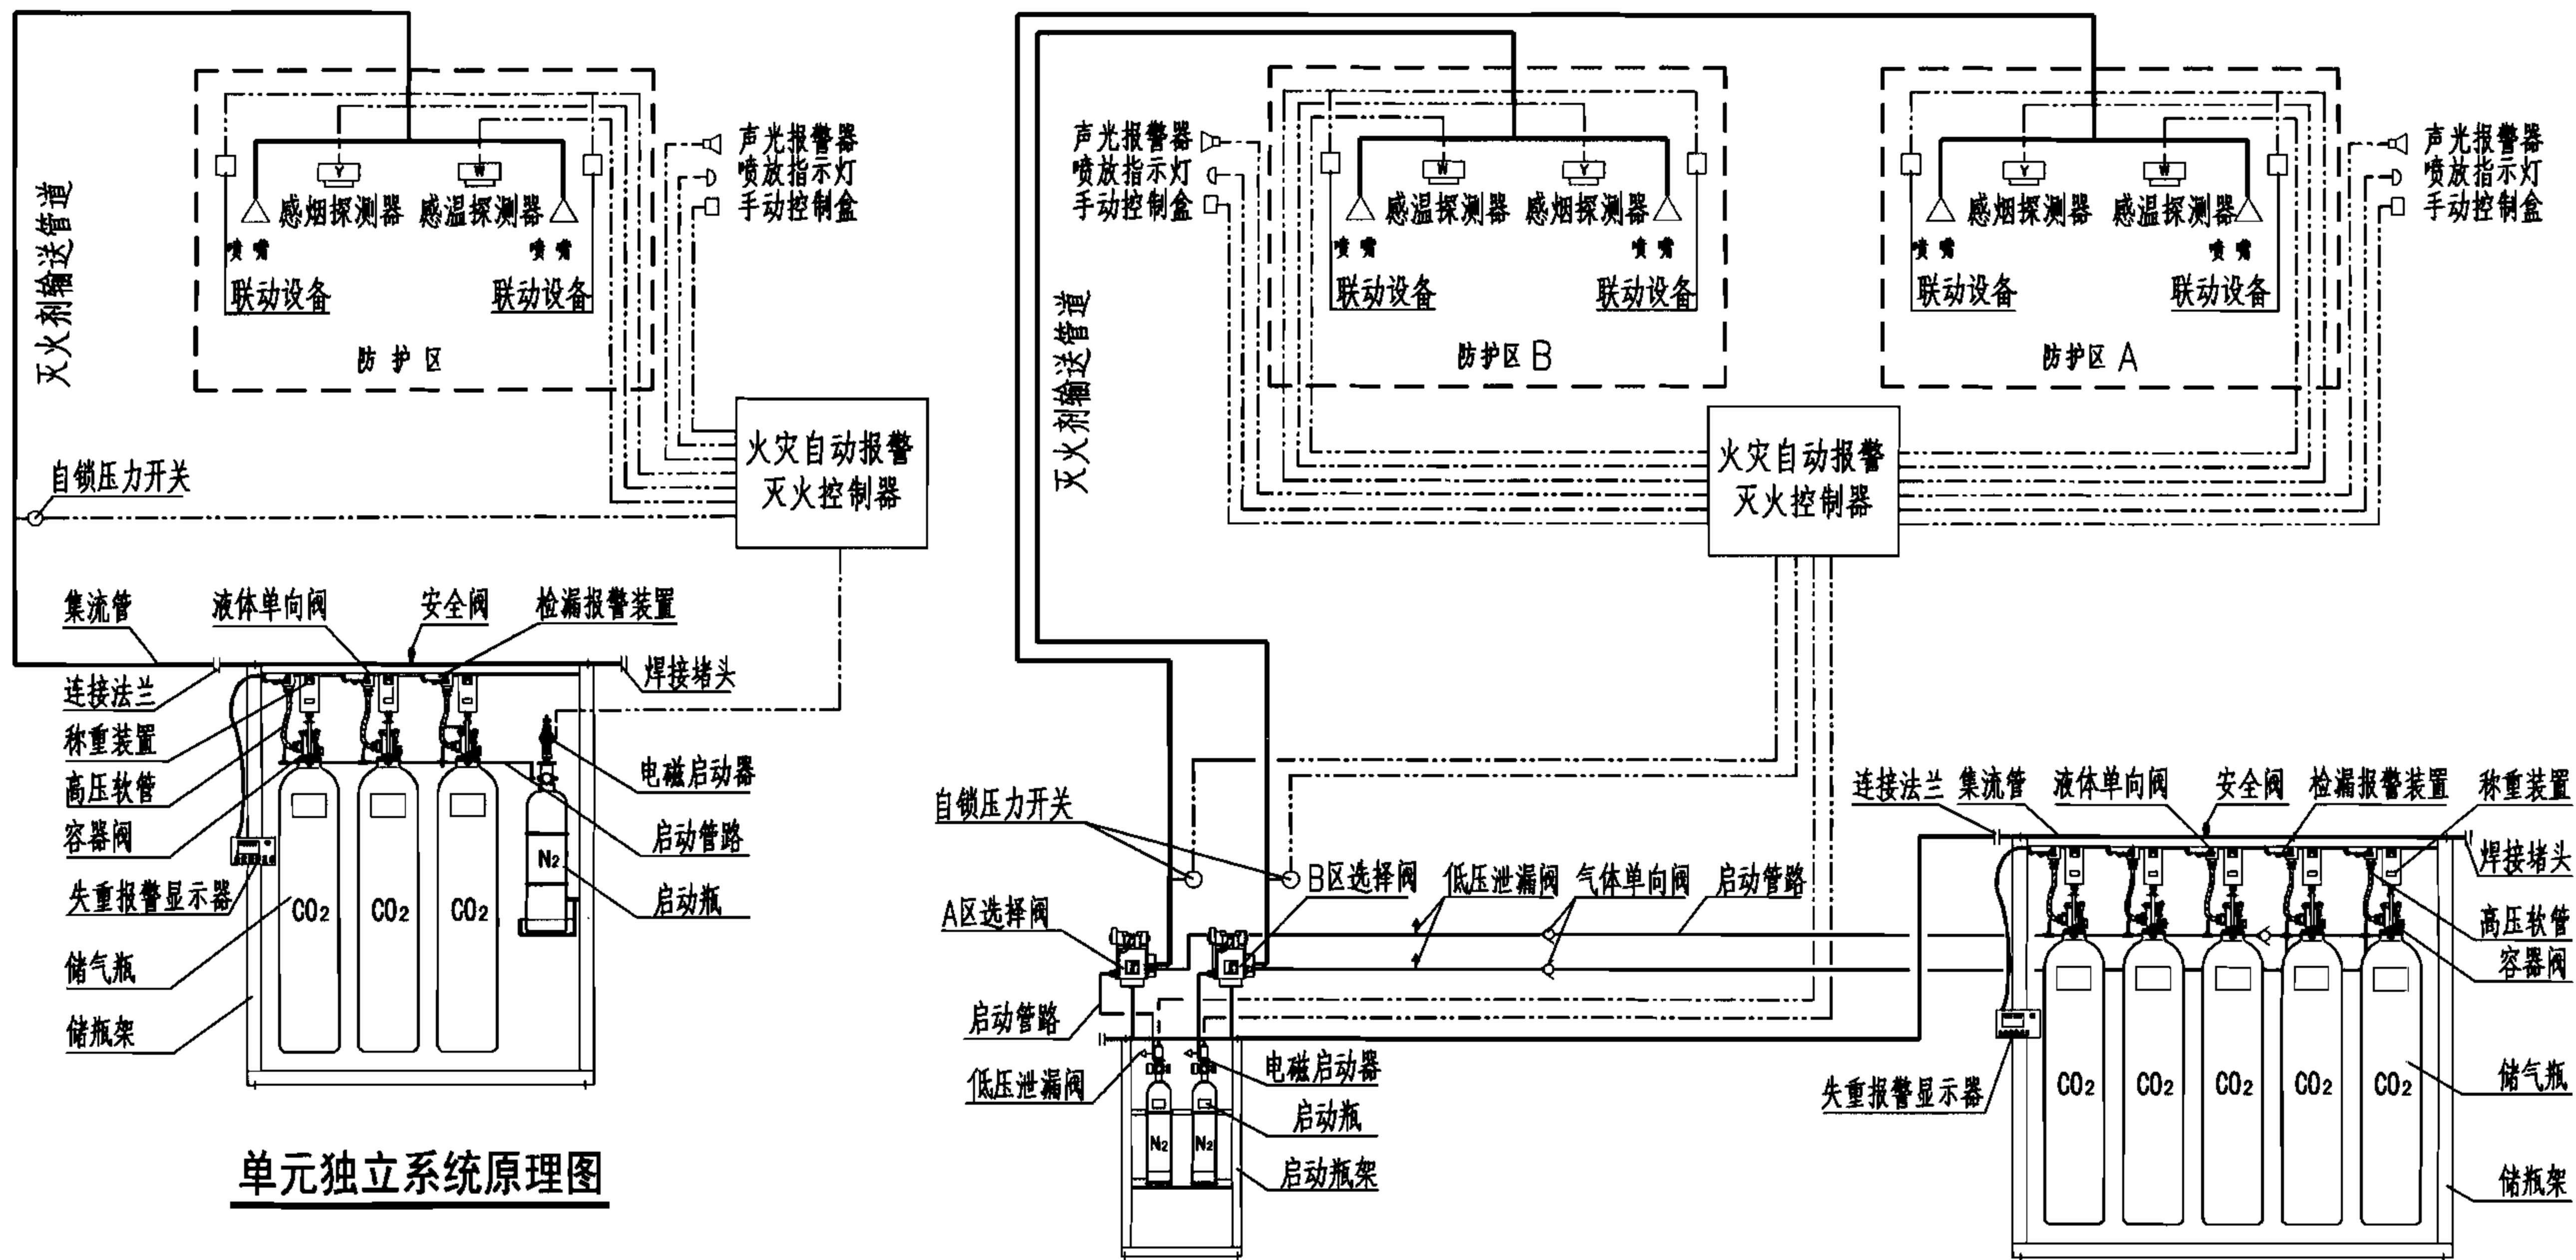 灭火剂输送管道
声光报警器
喷放指示灯
手动控制盒
Y
W
感烟探测器
感温探测器
喷嘴
喷嘴
联动设备
联动设备
防护区
火灾自动报警
灭火控制器
自锁压力开关
集流管
液体单向阀
安全阀
检漏报警装置
连接法兰
焊接堵头
称重装置
高压软管
容器阀
失重报警显示器
储气瓶
储瓶架
电磁启动器
启动管路
启动瓶
N2
CO2
CO2
CO2
单元独立系统原理图
灭火剂输送管道
声光报警器
喷放指示灯
手动控制盒
W
Y
感温探测器
感烟探测器
喷嘴
喷嘴
联动设备
联动设备
防护区 B
Y
W
感烟探测器
感温探测器
喷嘴
喷嘴
联动设备
联动设备
防护区 A
声光报警器
喷放指示灯
手动控制盒
火灾自动报警
灭火控制器
自锁压力开关
A区选择阀
B区选择阀
低压泄漏阀
气体单向阀
启动管路
启动管路
低压泄漏阀
电磁启动器
启动瓶
启动瓶架
N2
N2
连接法兰
集流管
液体单向阀
安全阀
检漏报警装置
称重装置
焊接堵头
高压软管
容器阀
失重报警显示器
储气瓶
储瓶架
CO2
CO2
CO2
CO2
CO2